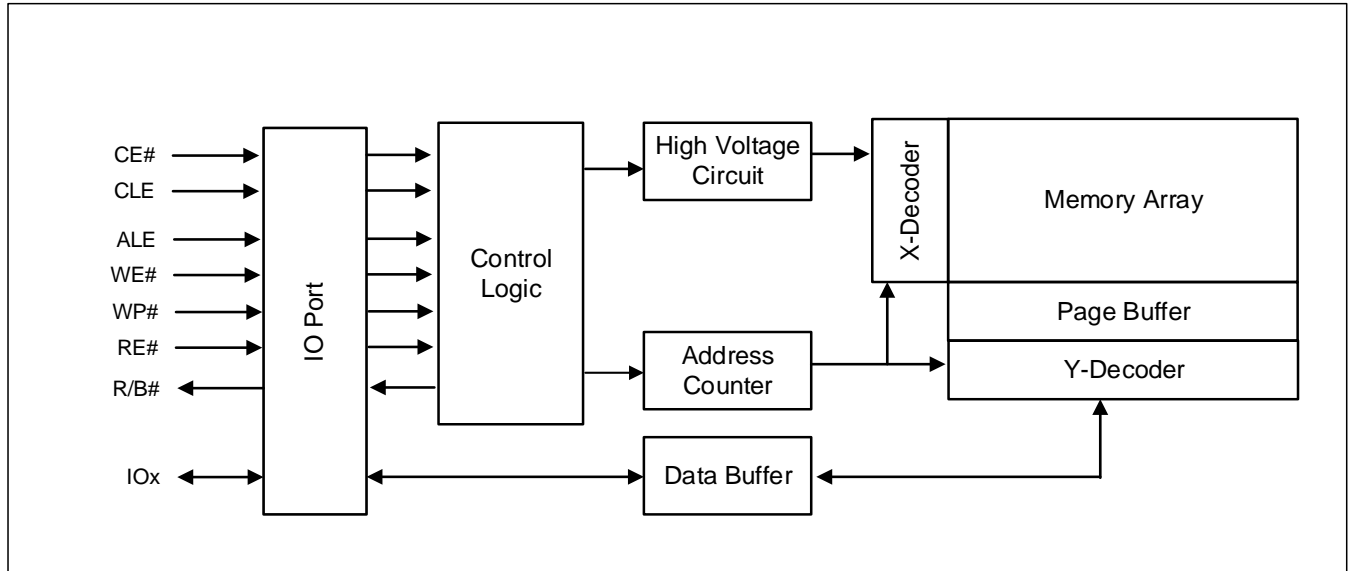 CE#
CLE
ALE
WE#
WP#
RE#
R/B#
IOx
IO Port
Control
Logic
High Voltage
Circuit
Address
Counter
Data Buffer
X-Decoder
Memory Array
Page Buffer
Y-Decoder